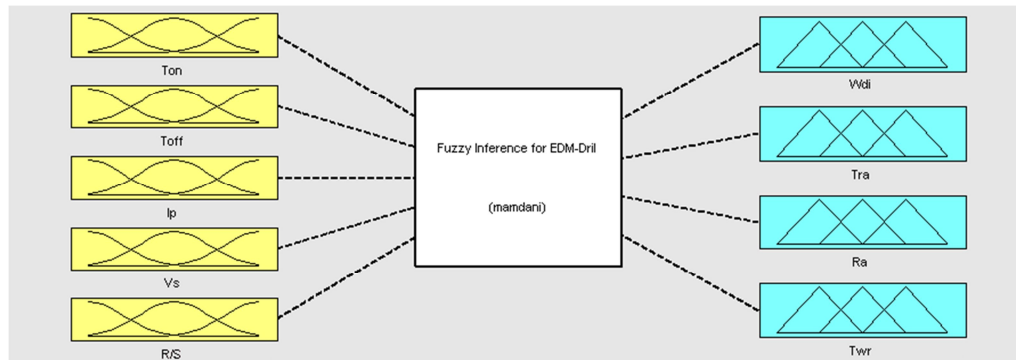 Ton
Toff
Ip
Vs
R/S
Fuzzy Inference for EDM-Dril
(mamdani)
Wdi
Tra
Ra
Twr